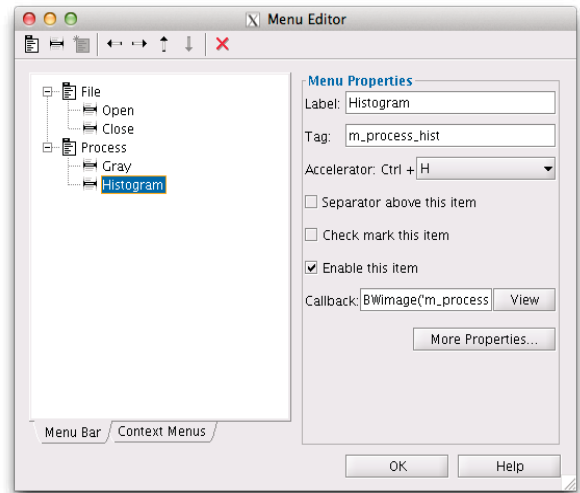 Menu Editor
File
Open
Close
Process
Gray
Histogram
Menu Bar
Context Menus
Menu Properties
Label: Histogram
Tag: m_process_hist
Accelerator: Ctrl + H
Separator above this item
Check mark this item
Enable this item
Callback: BWimage('m_process View
More Properties...
OK Help